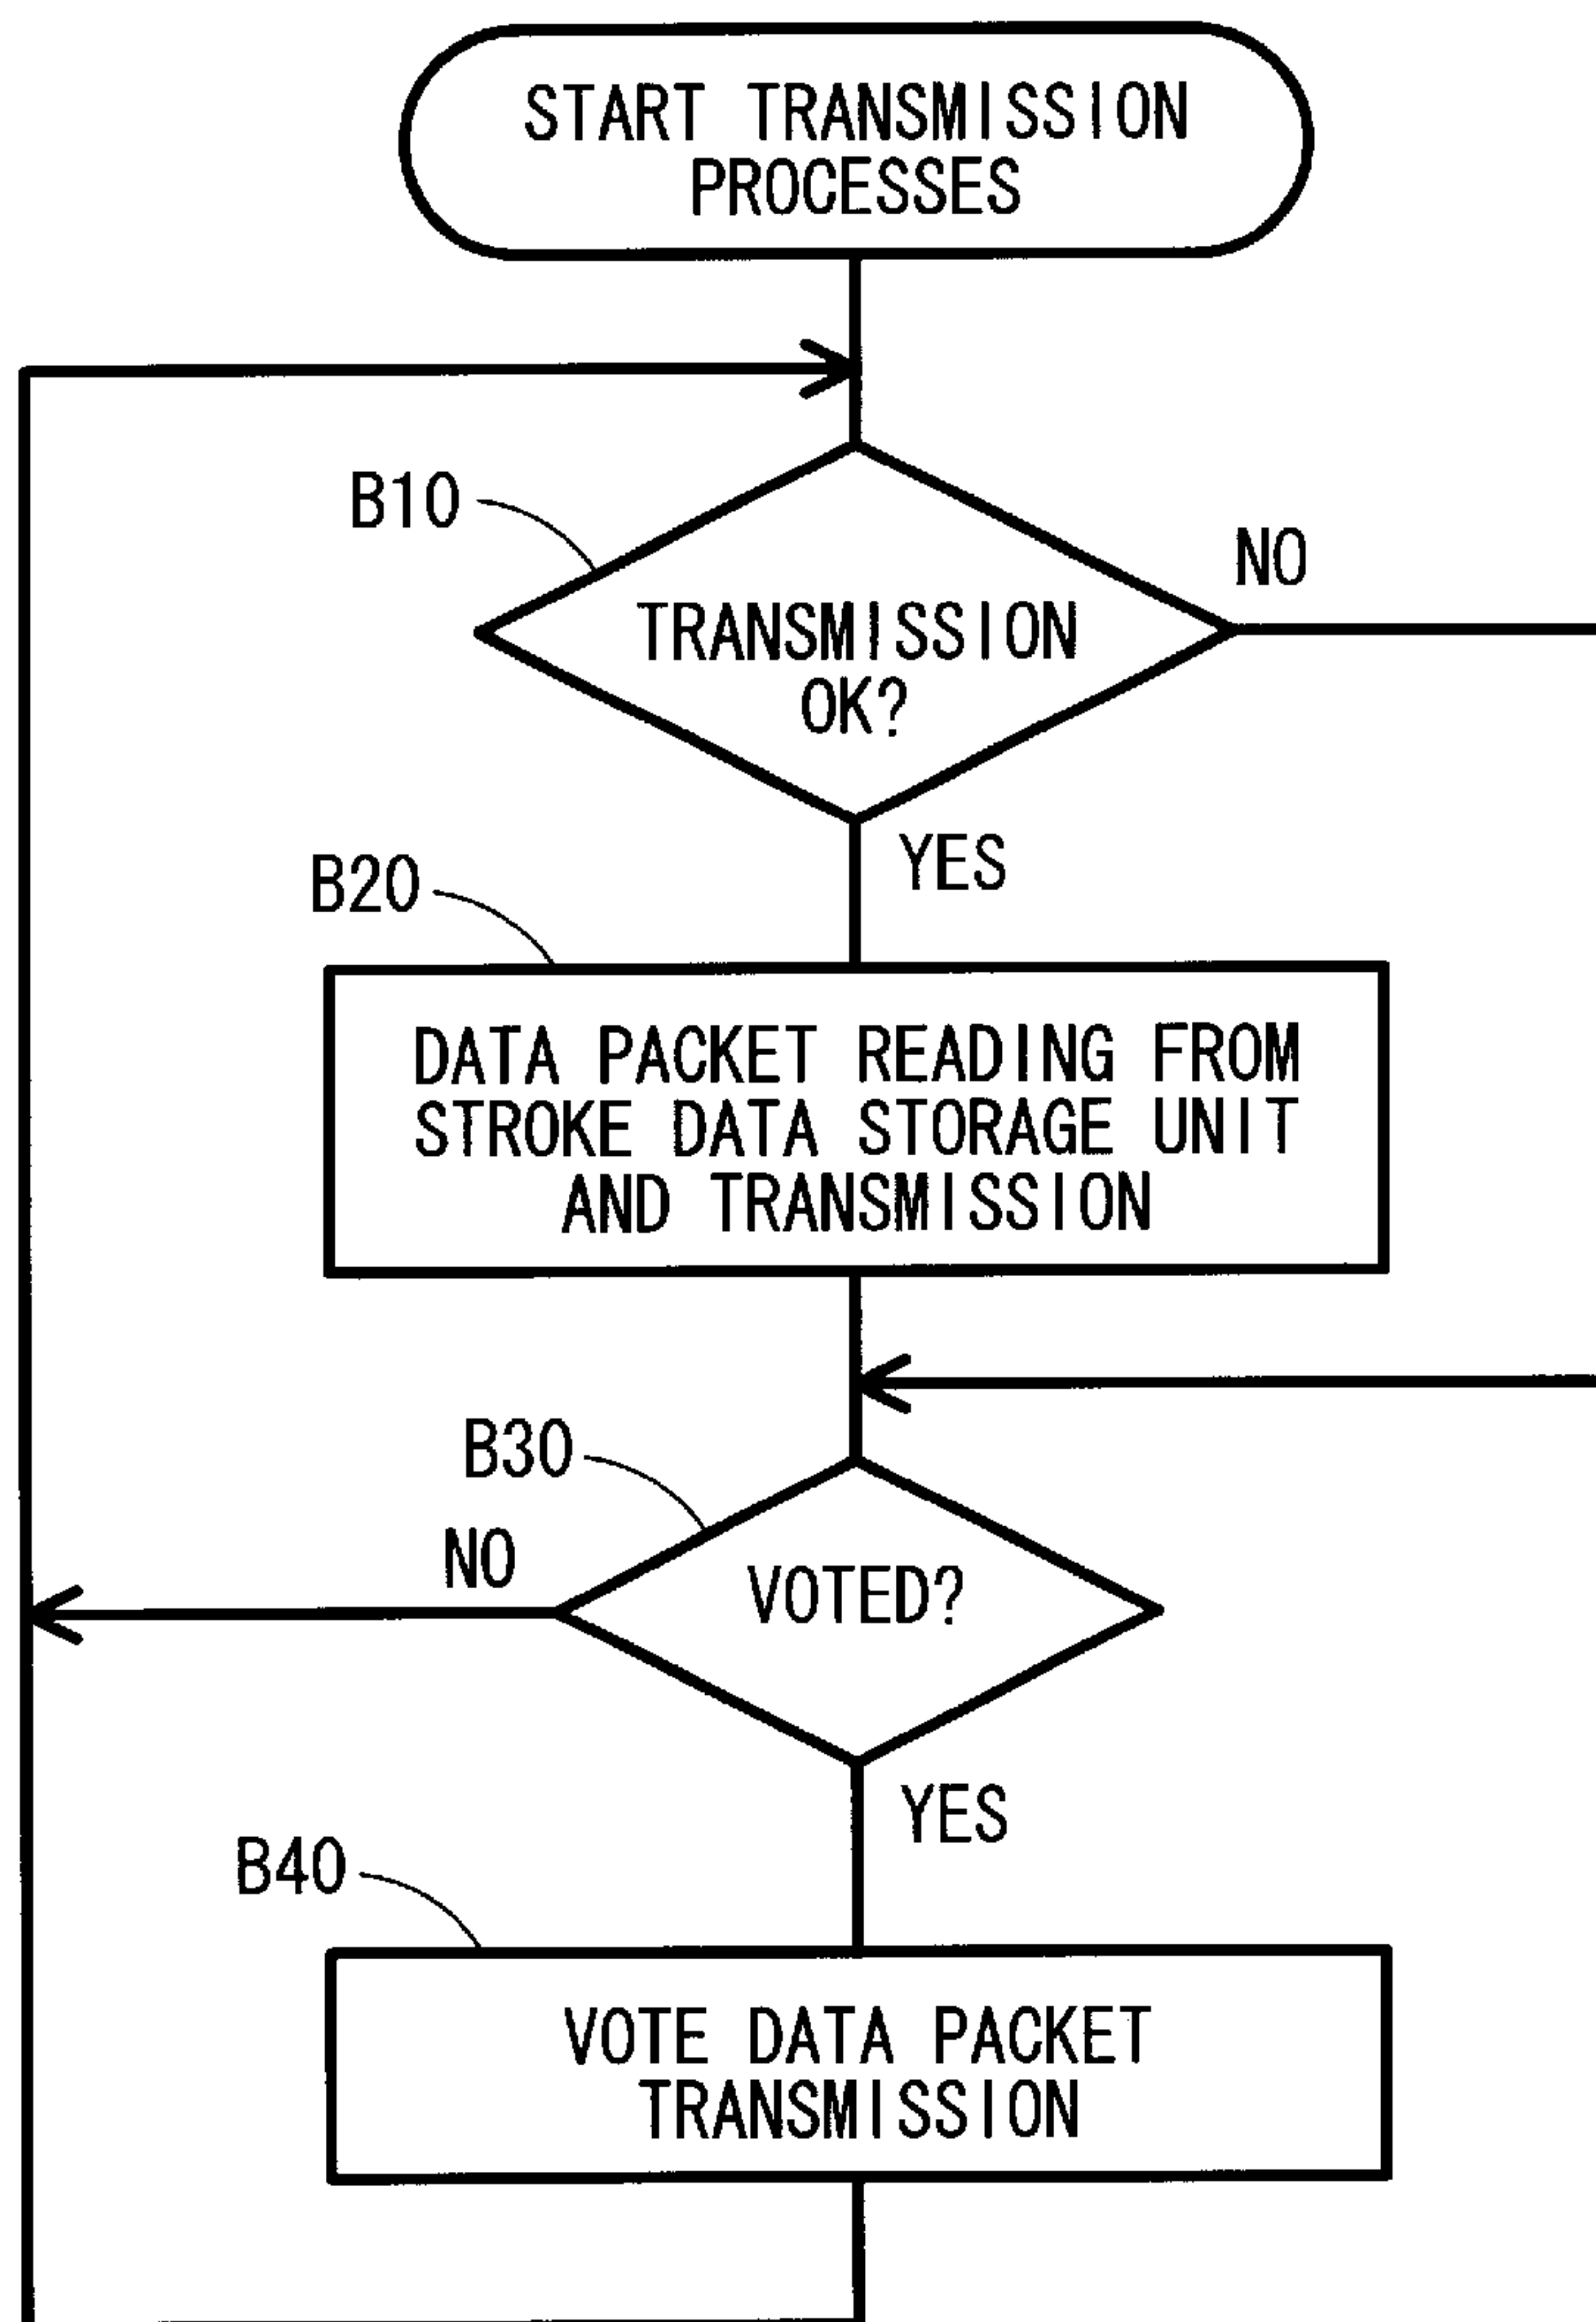 START TRANSMISSION
PROCESSES
B10
NO
TRANSMISSION
OK?
YES
B20
DATA PACKET READING FROM
STROKE DATA STORAGE UNIT
AND TRANSMISSION
B30
NO
VOTED?
YES
B40
VOTE DATA PACKET
TRANSMISSION